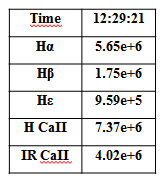 Time 12:29:21
Hα 5.65e+6
Hβ 1.75e+6
Hε 9.59e+5
H CaII 7.37e+6
IR CaII 4.02e+6